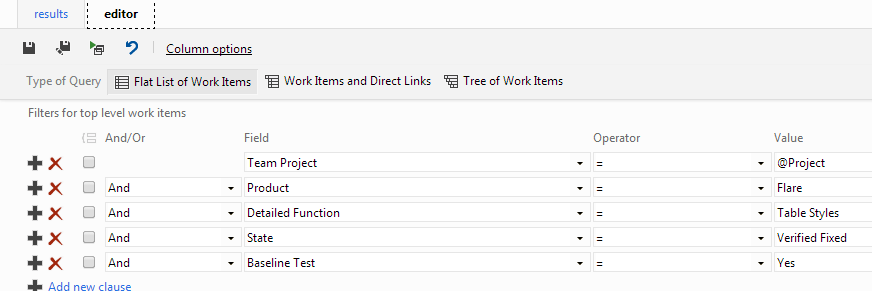 results editor
Column options
Type of Query Flat List of Work Items Work Items and Direct Links Tree of Work Items
Filters for top level work items
And/Or Field Operator Value
Team Project = @Project
And Product = Flare
And Detailed Function = Table Styles
And State = Verified Fixed
And Baseline Test = Yes
Add new clause